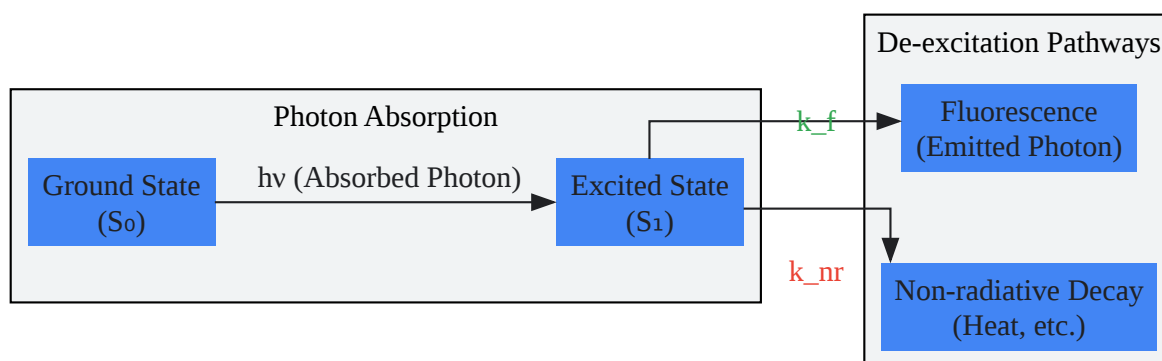 De-excitation Pathways
Photon Absorption
Ground State
(S₀)
hν (Absorbed Photon)
Excited State
(S₁)
k_f
Fluorescence
(Emitted Photon)
k_nr
Non-radiative Decay
(Heat, etc.)